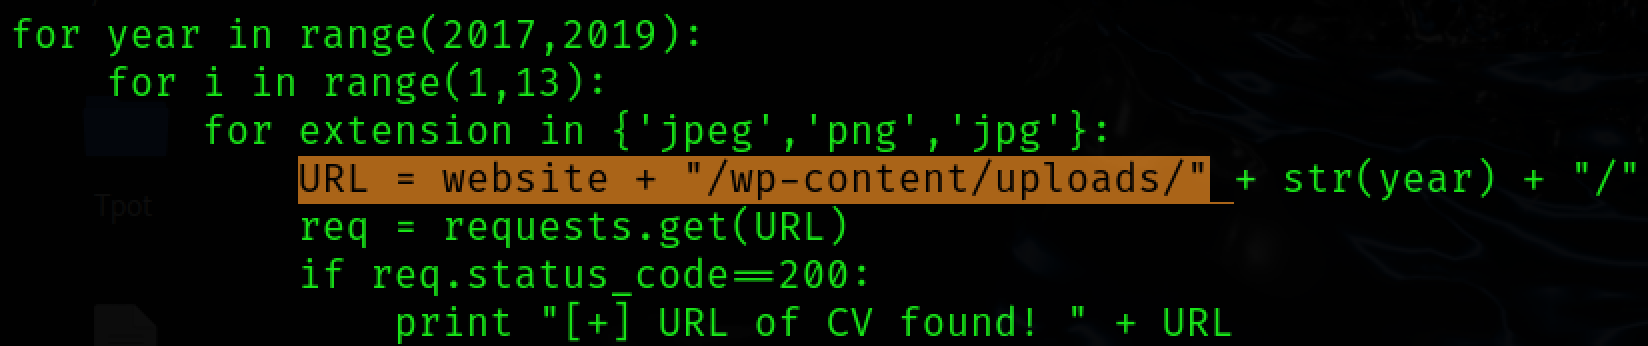 for year in range(2017,2019):
    for i in range(1,13):
        for extension in {'jpeg','png','jpg'}:
            URL = website + "/wp-content/uploads/" + str(year) + "/"
            req = requests.get(URL)
            if req.status_code==200:
                print "[+] URL of CV found! " + URL
Tpot